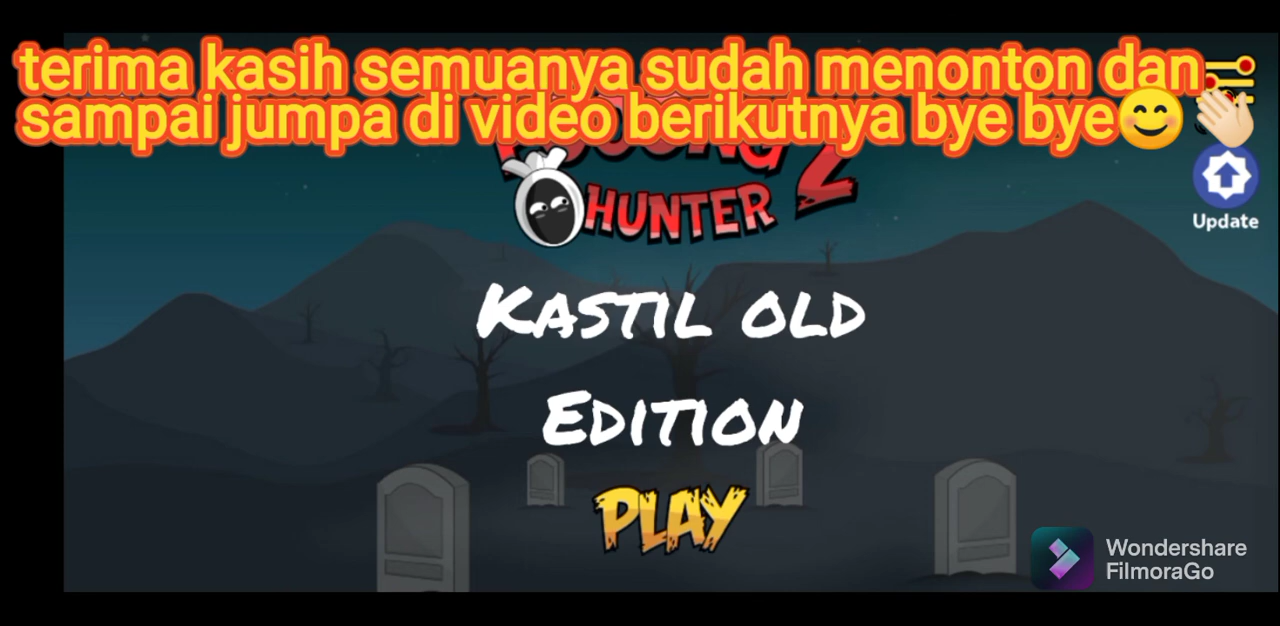 terima kasih semuanya sudah menonton dan
sampai jumpa di video berikutnya bye bye😊👋🏻
HUNTER 2
Update
KASTIL OLD
EDITION
PLAY
Wondershare
FilmoraGo